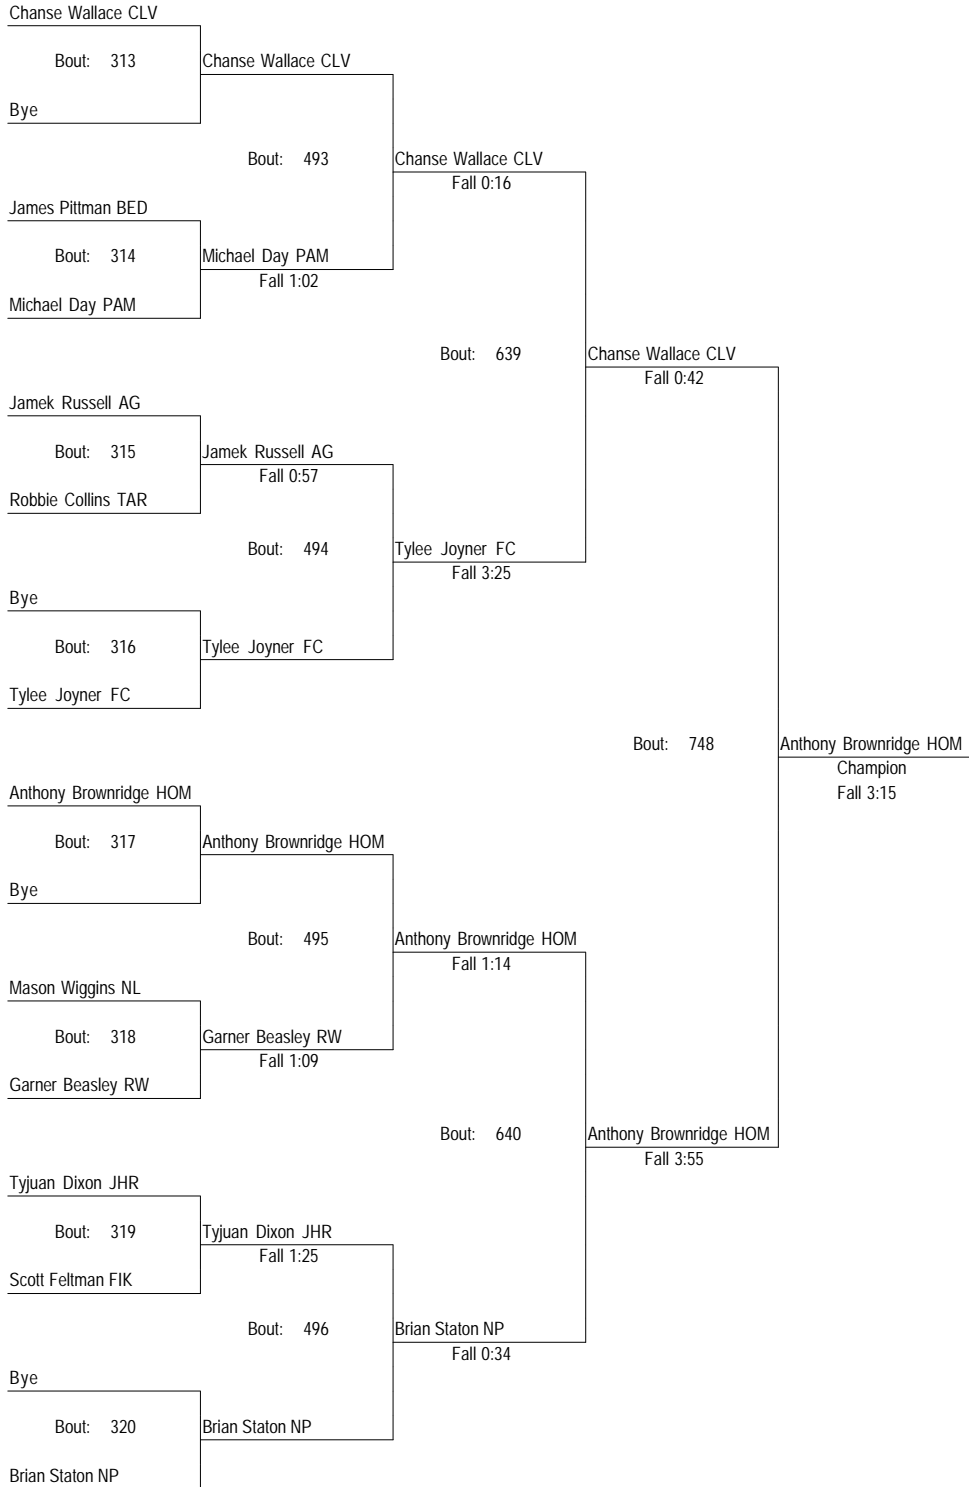 Chanse Wallace CLV
Bout: 313 Chanse Wallace CLV
Bye
Bout: 493 Chanse Wallace CLV
Fall 0:16
James Pittman BED
Bout: 314 Michael Day PAM
Fall 1:02
Michael Day PAM
Bout: 639 Chanse Wallace CLV
Fall 0:42
Jamek Russell AG
Bout: 315 Jamek Russell AG
Fall 0:57
Robbie Collins TAR
Bout: 494 Tylee Joyner FC
Fall 3:25
Bye
Bout: 316 Tylee Joyner FC
Tylee Joyner FC
Bout: 748 Anthony Brownridge HOM
Champion
Fall 3:15
Anthony Brownridge HOM
Bout: 317 Anthony Brownridge HOM
Bye
Bout: 495 Anthony Brownridge HOM
Fall 1:14
Mason Wiggins NL
Bout: 318 Garner Beasley RW
Fall 1:09
Garner Beasley RW
Bout: 640 Anthony Brownridge HOM
Fall 3:55
Tyjuan Dixon JHR
Bout: 319 Tyjuan Dixon JHR
Fall 1:25
Scott Feltman FIK
Bout: 496 Brian Staton NP
Fall 0:34
Bye
Bout: 320 Brian Staton NP
Brian Staton NP